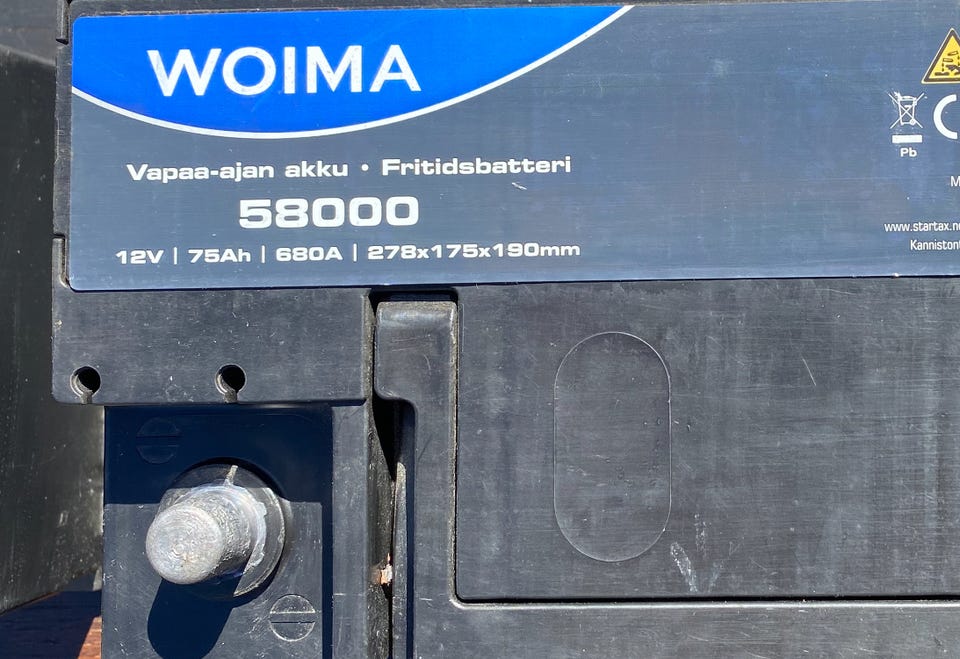 WOIMA
Vapaa-ajan akku • Fritidsbatteri
58000
12V | 75Ah | 680A | 278x175x190mm
Pb